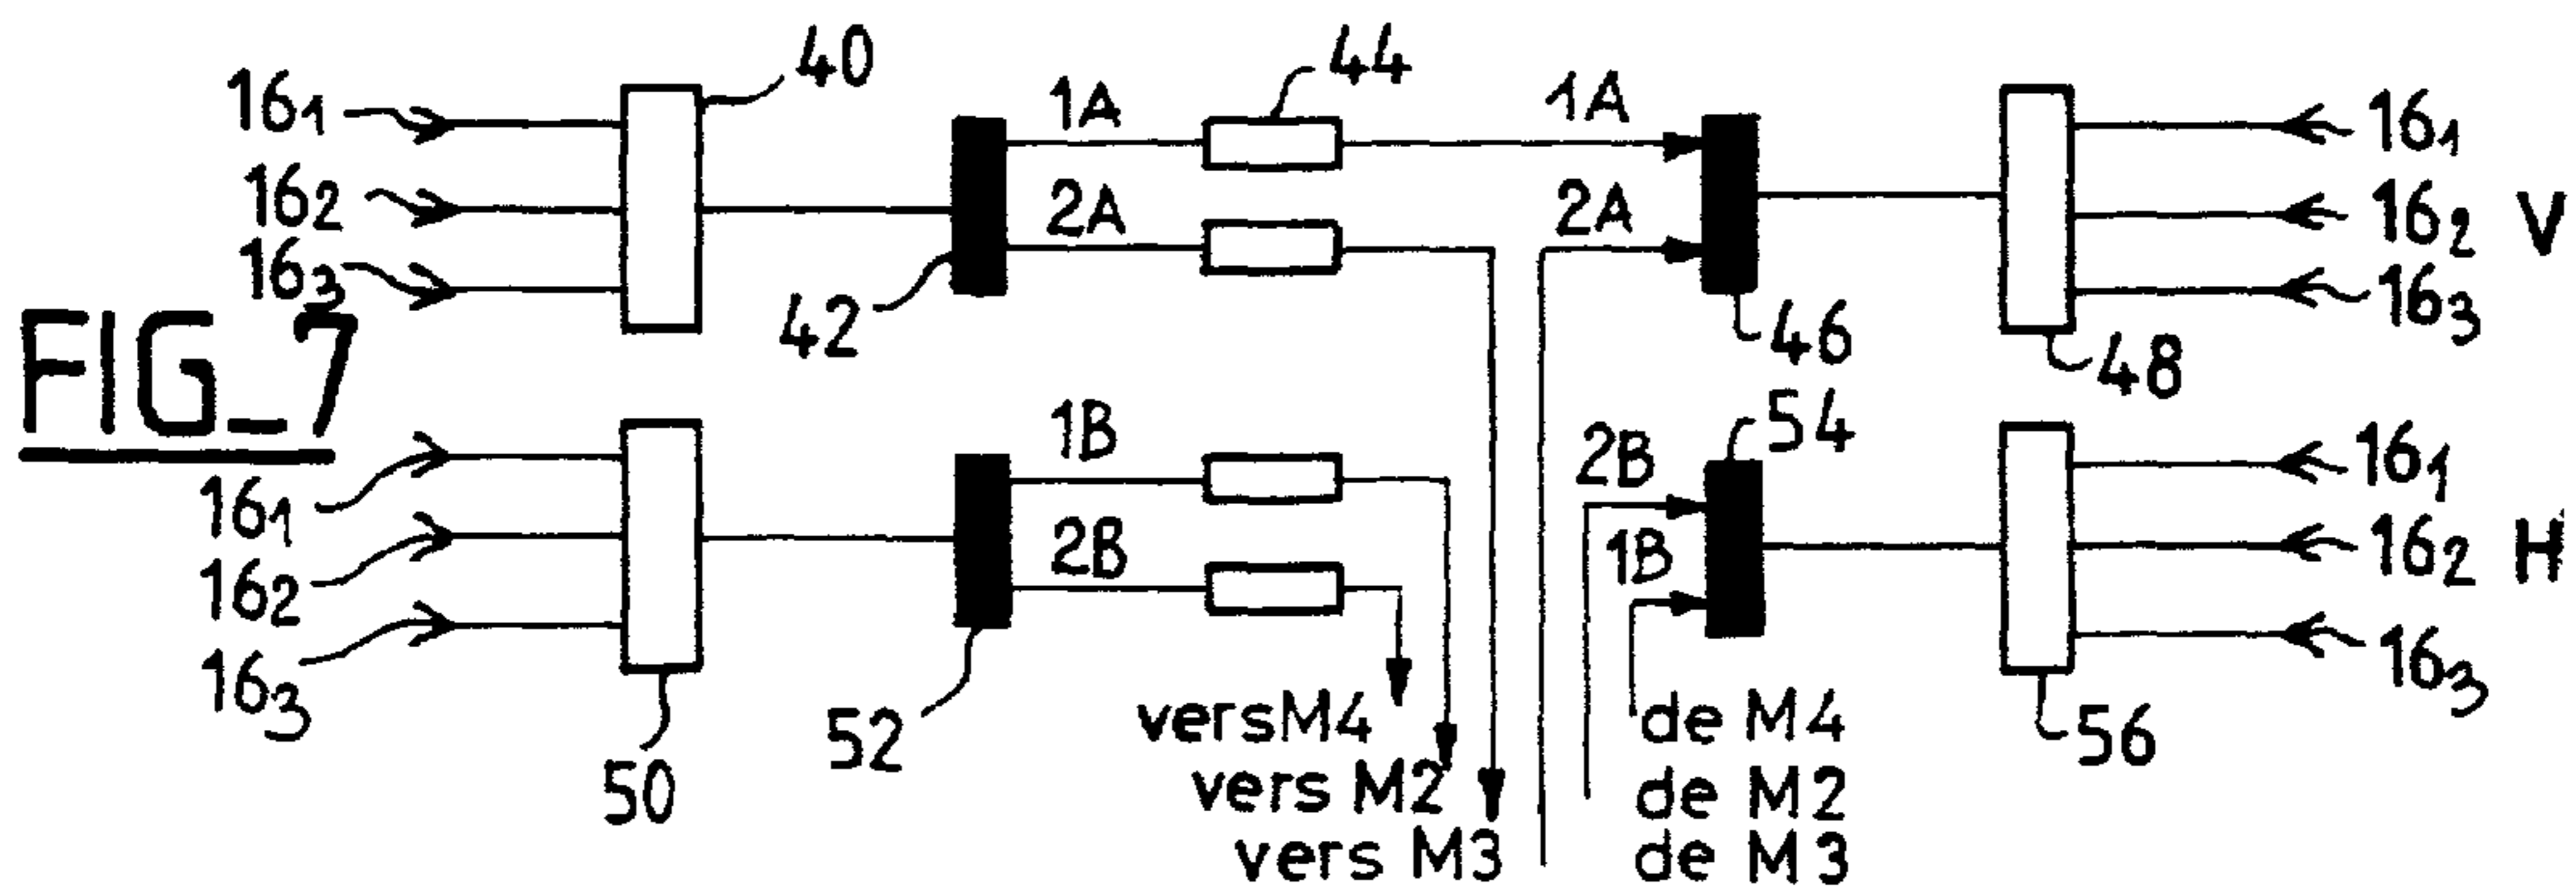 40
44
16₁
1A
1A
16₁
16₂
2A
2A
16₂
V
16₃
16₃
42
46
48
FIG_7
1B
54
2B
16₁
16₁
2B
1B
16₂
H
16₂
16₃
16₃
50
52
versM4
de M4
56
vers M2
de M2
vers M3
de M3